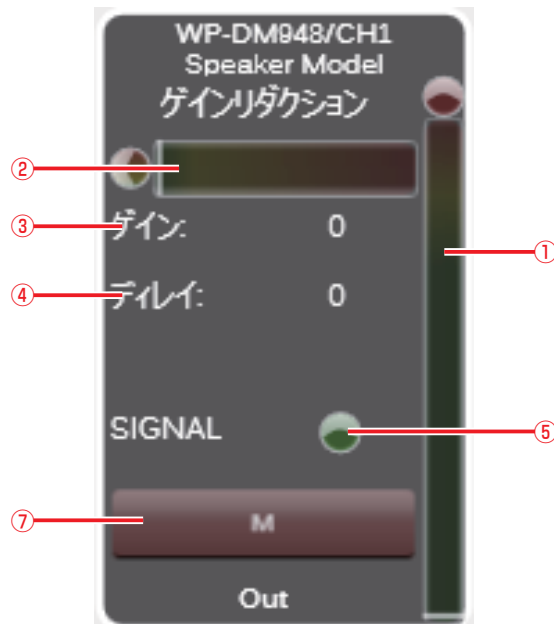 WP-DM948/CH1
Speaker Model
ゲインリダクション
②
③ ゲイン: 0
①
④ ディレイ: 0
SIGNAL ⑤
⑦ M
Out